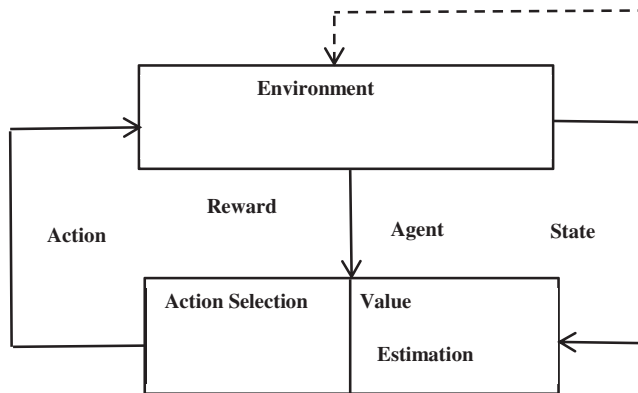 Environment
Reward
Agent
State
Action
Action Selection
Value
Estimation